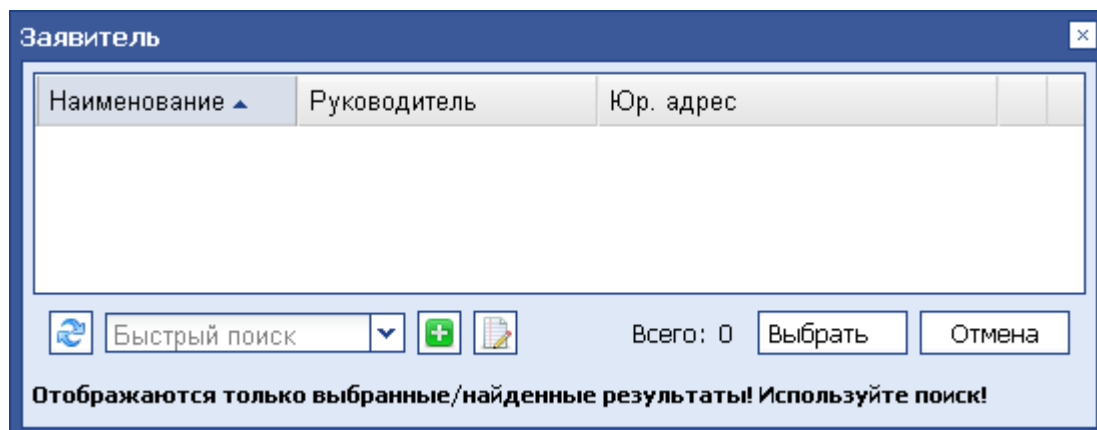 Заявитель
Наименование Руководитель Юр. адрес
Быстрый поиск Всего: 0 Выбрать Отмена
Отображаются только выбранные/найденные результаты! Используйте поиск!